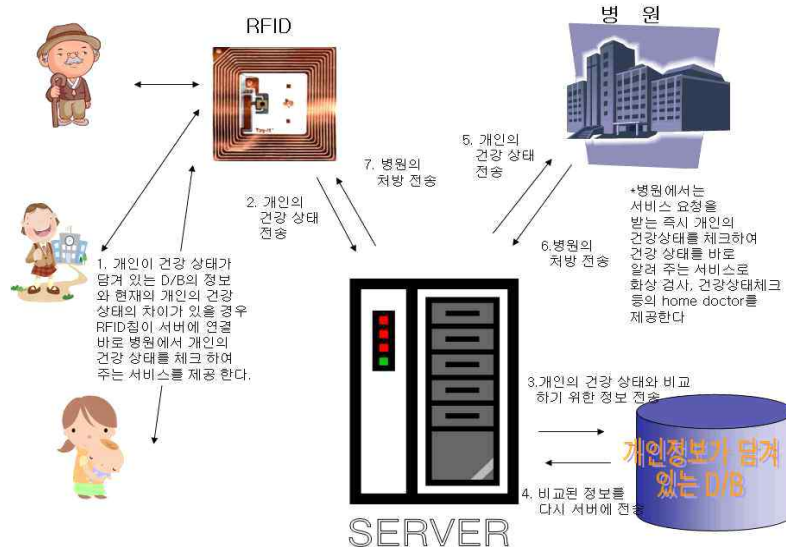 RFID
병 원
Tag-it
5. 개인의
건강 상태
전송
7. 병원의
처방 전송
2. 개인의
건강 상태
전송
*병원에서는
서비스 요청을
받는 즉시 개인의
건강상태를 체크하여
건강 상태를 바로
알려 주는 서비스로
화상 검사, 건강상태체크
등의 home doctor를
제공한다
6.병원의
처방 전송
1. 개인이 건강 상태가
담겨 있는 D/B의 정보
와 현재의 개인의 건강
상태의 차이가 있을 경우
RFID칩이 서버에 연결
바로 병원에서 개인의
건강 상태를 체크 하여
주는 서비스를 제공 한다.
3.개인의 건강 상태와 비교
하기 위한 정보 전송
개인정보가 담겨
있는 D/B
4. 비교된 정보를
다시 서버에 전송
SERVER